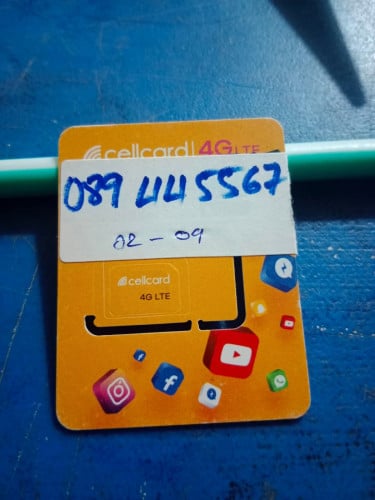 cellcard 4G LTE
089 445567
02 - 09
cellcard
4G LTE